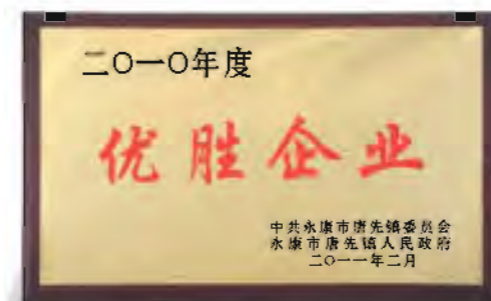 二〇一〇年度
优胜企业
中共永康市唐先镇委员会
永康市唐先镇人民政府
二〇一一年二月